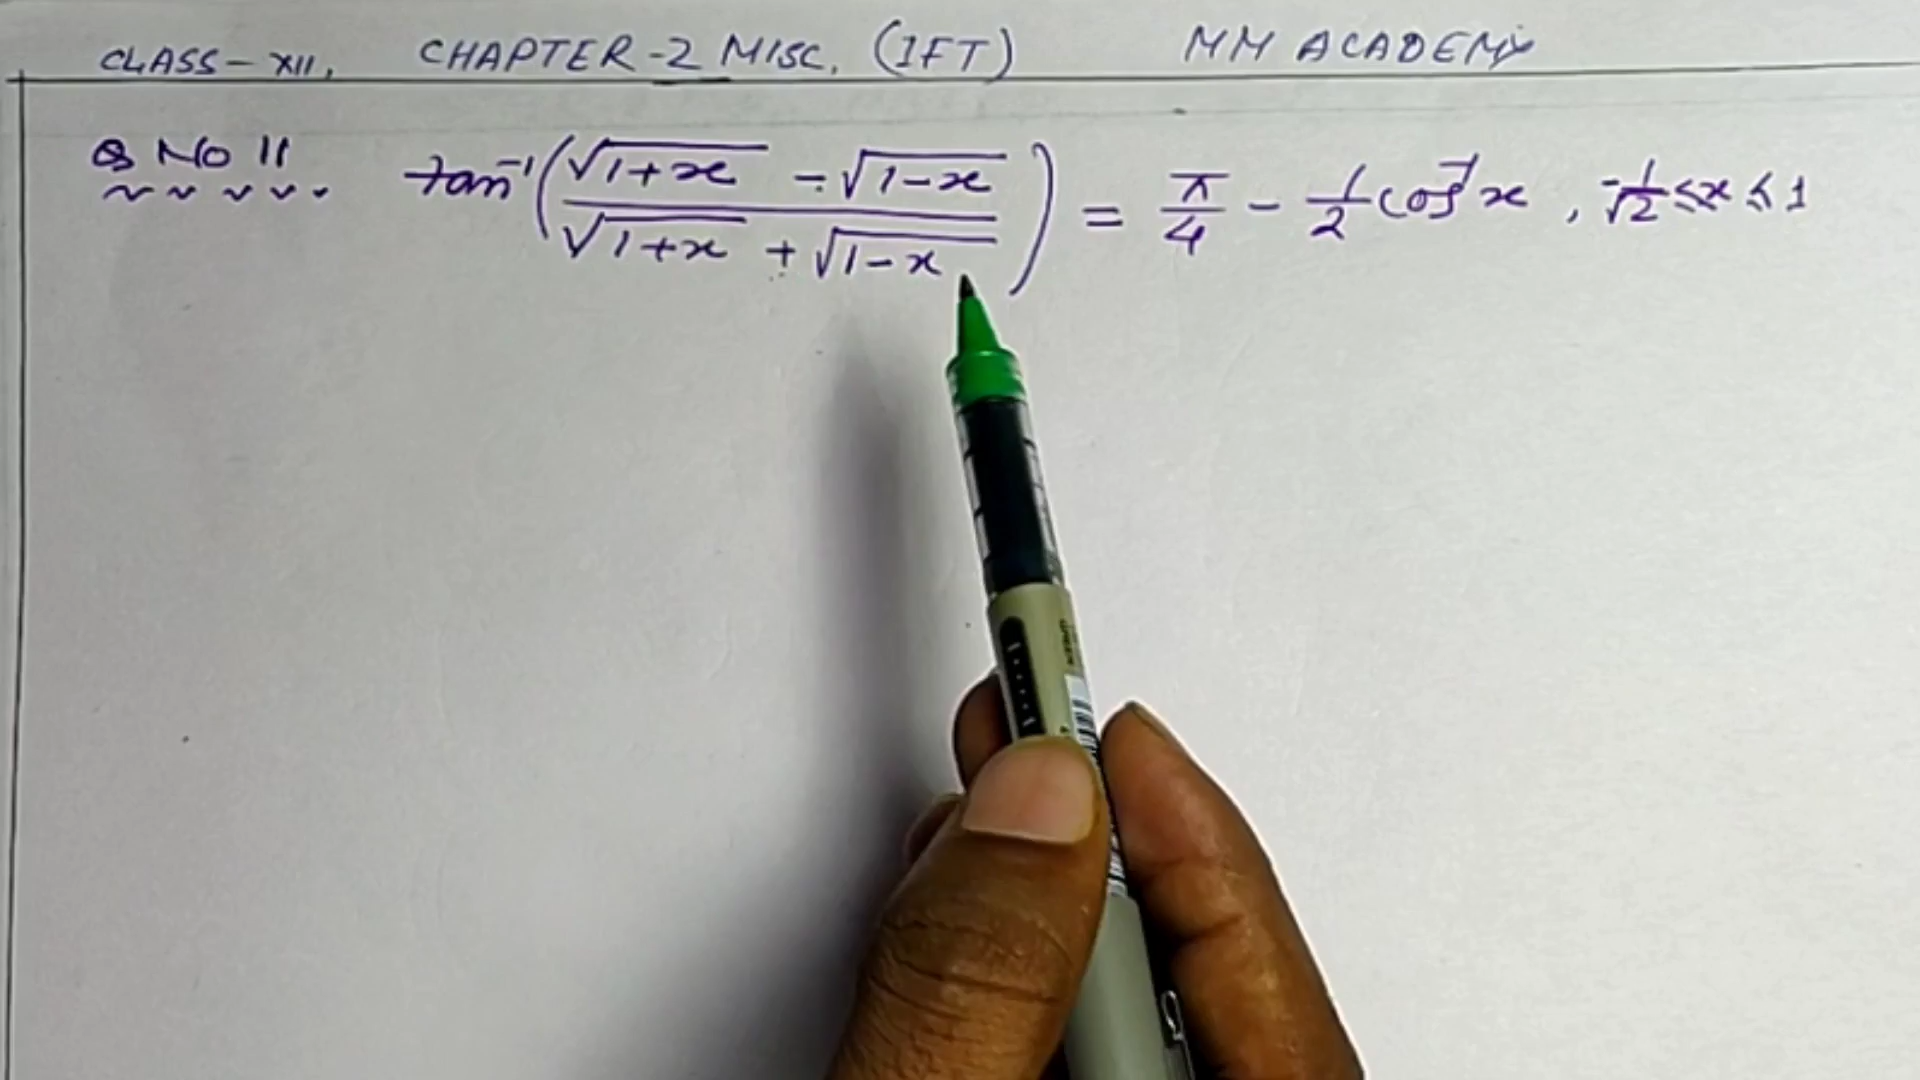 CLASS-XII, CHAPTER-2 MISC. (IFT) MM ACADEMY
Q NO 11 tan⁻¹((√(1+x) - √(1-x))/(√(1+x) + √(1-x))) = π/4 - 1/2 cos⁻¹x, -1/√2 ≤ x ≤ 1